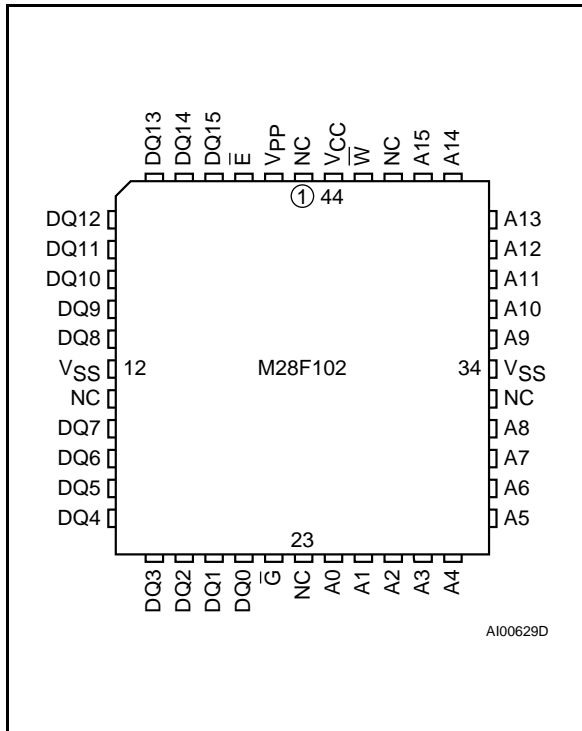 DQ13 DQ14 DQ15 E̅ VPP NC VCC W̅ NC A15 A14
1 44
DQ12 A13
DQ11 A12
DQ10 A11
DQ9 A10
DQ8 A9
VSS 12 M28F102 34 VSS
NC NC
DQ7 A8
DQ6 A7
DQ5 A6
DQ4 A5
23
DQ3 DQ2 DQ1 DQ0 G̅ NC A0 A1 A2 A3 A4
AI00629D